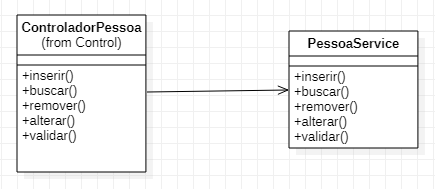 ControladorPessoa
(from Control)
+inserir()
+buscar()
+remover()
+alterar()
+validar()
PessoaService
+inserir()
+buscar()
+remover()
+alterar()
+validar()